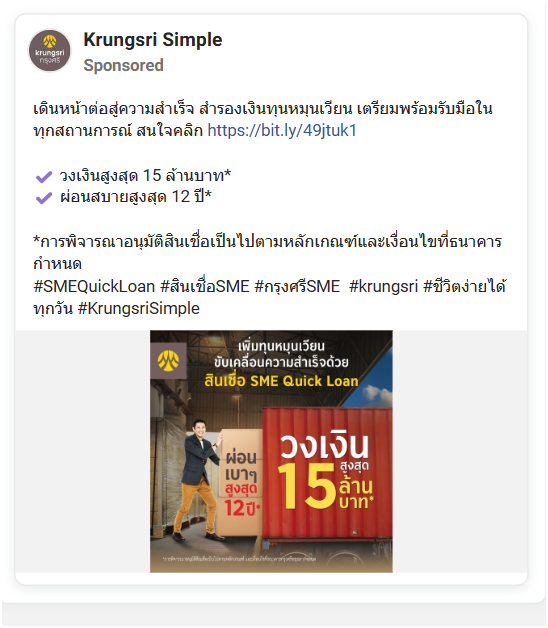 Krungsri Simple
krungsri
กรุงศรี
Sponsored
เดินหน้าต่อสู่ความสำเร็จ สำรองเงินทุนหมุนเวียน เตรียมพร้อมรับมือใน
ทุกสถานการณ์ สนใจคลิก https://bit.ly/49jtuk1
วงเงินสูงสุด 15 ล้านบาท*
ผ่อนสบายสูงสุด 12 ปี*
*การพิจารณาอนุมัติสินเชื่อเป็นไปตามหลักเกณฑ์และเงื่อนไขที่ธนาคาร
กำหนด
#SMEQuickLoan #สินเชื่อSME #กรุงศรีSME #krungsri #ชีวิตง่ายได้
ทุกวัน #KrungsriSimple
เพิ่มทุนหมุนเวียน
ขับเคลื่อนความสำเร็จด้วย
สินเชื่อ SME Quick Loan
ผ่อน
เบาๆ
สูงสุด
12 ปี*
วงเงิน
สูงสุด
15 ล้าน
บาท*